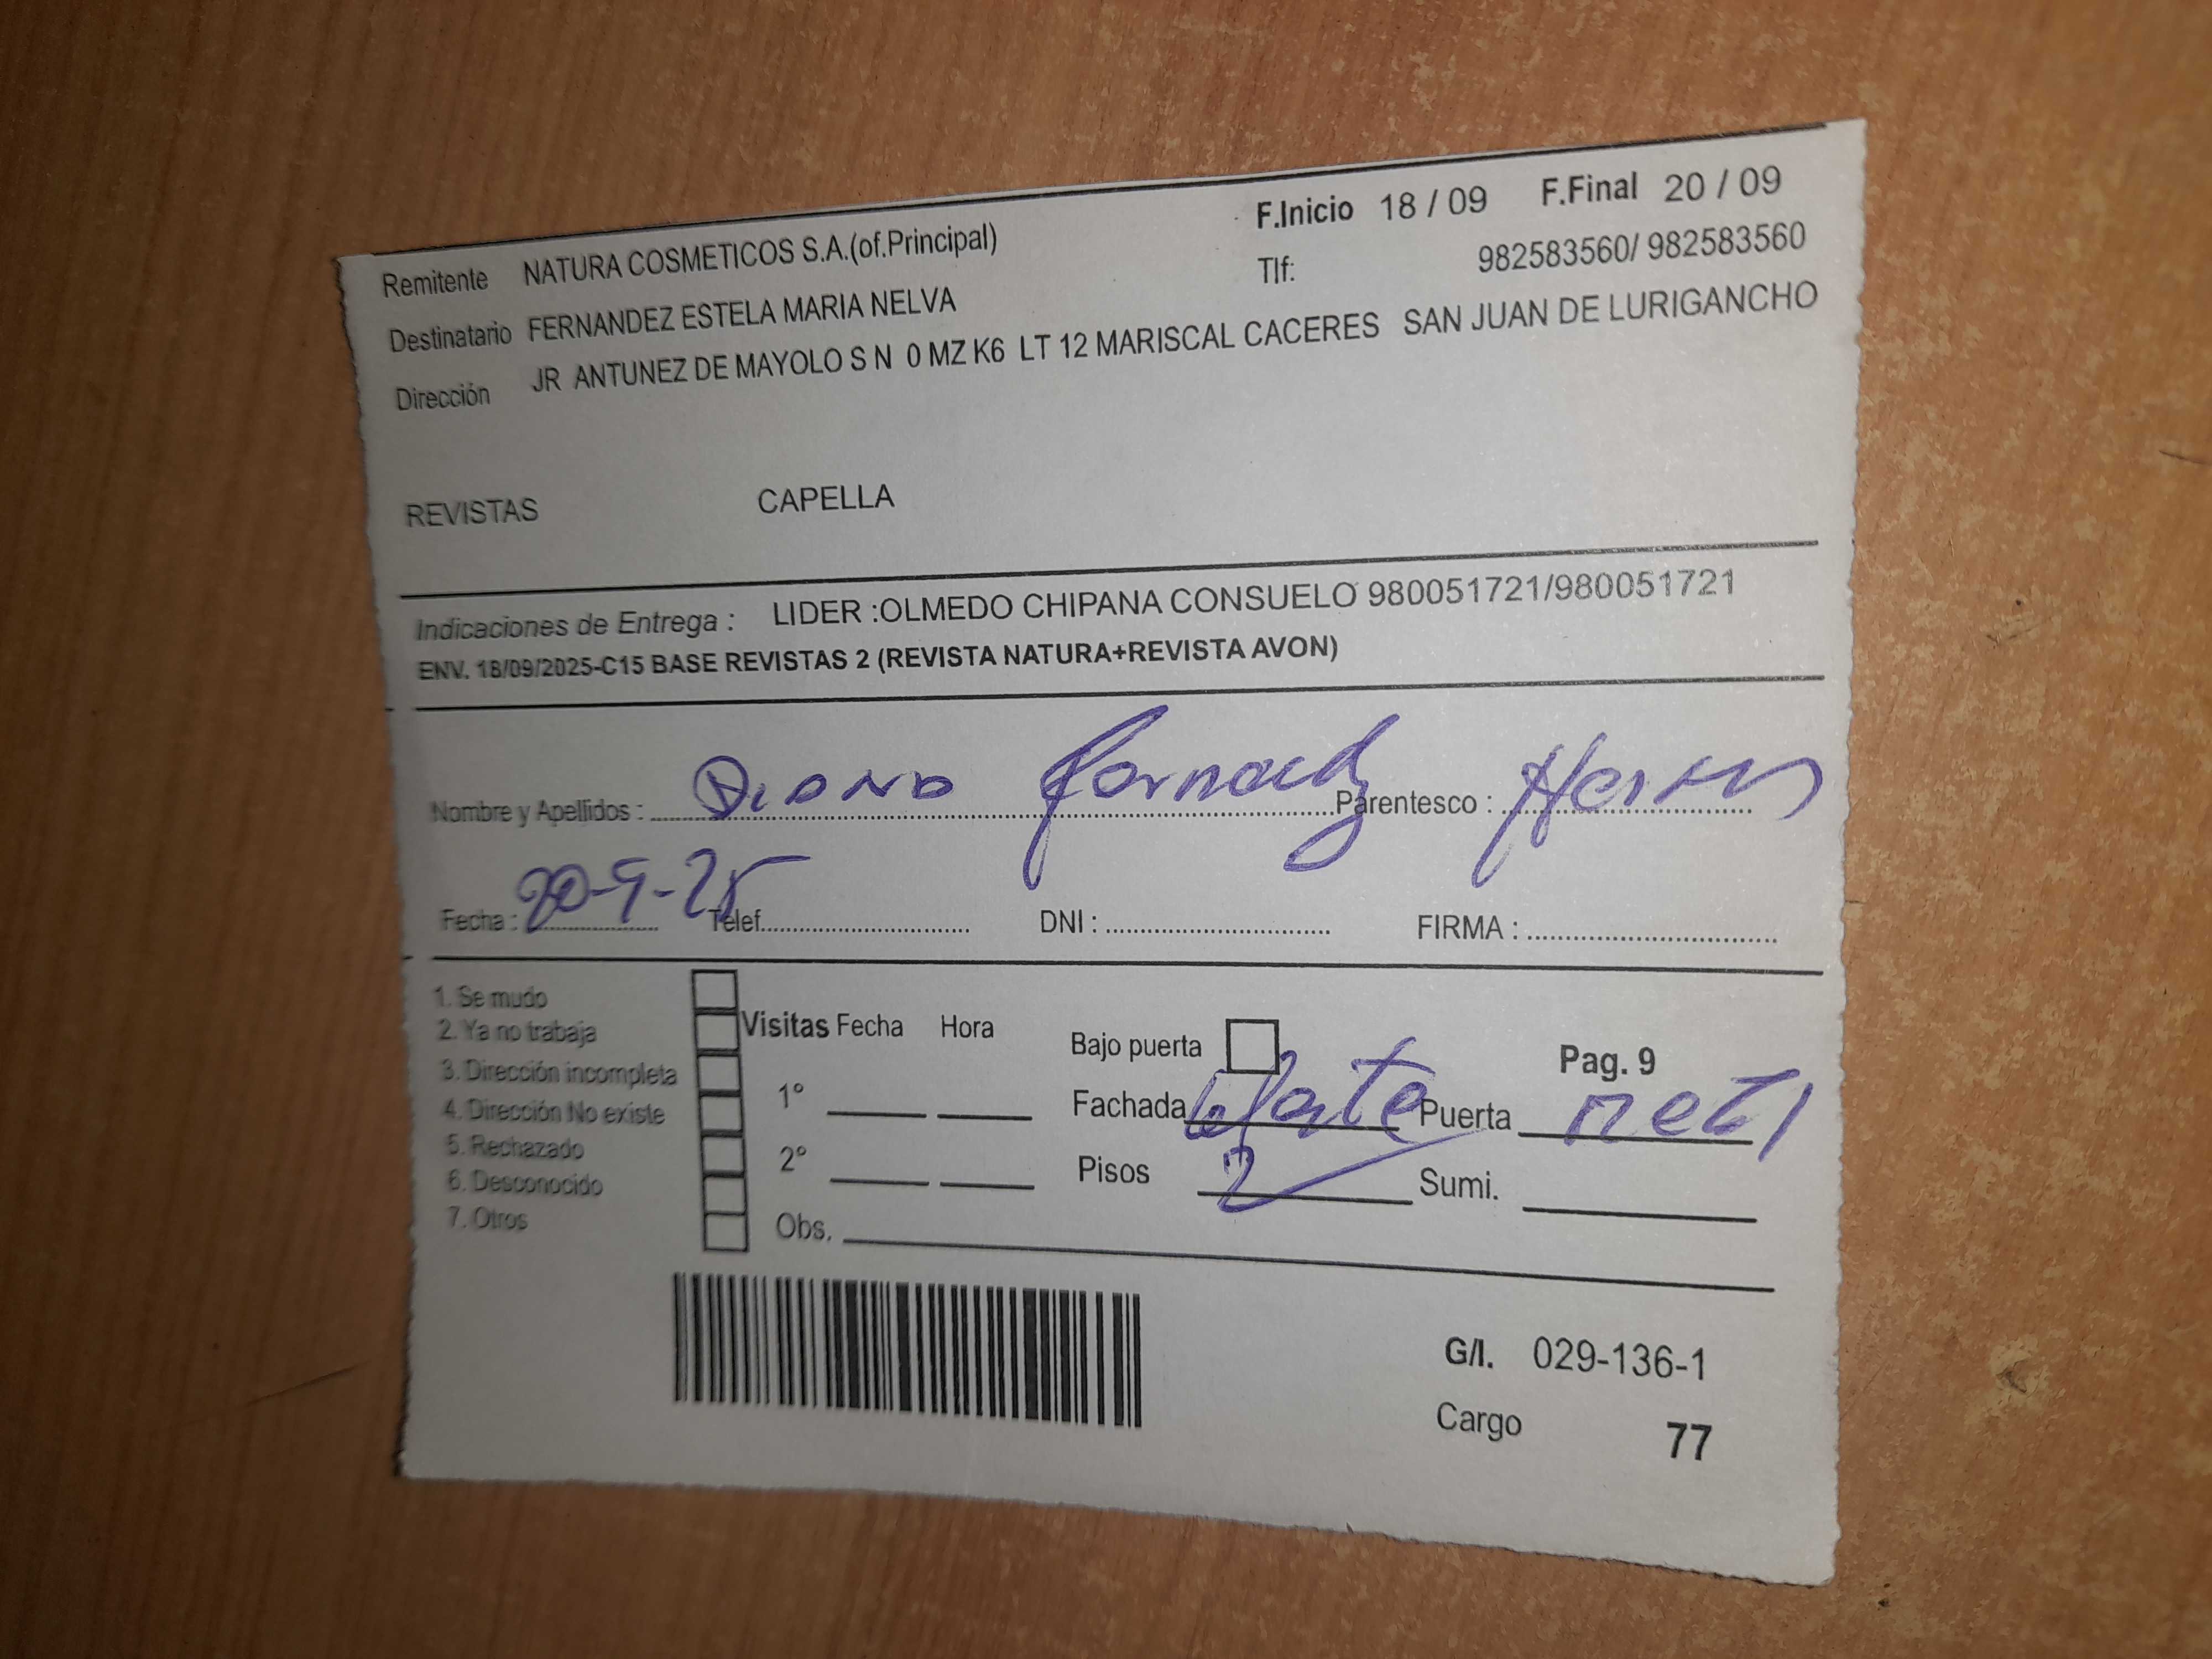 Remitente NATURA COSMETICOS S.A.(of.Principal) F.Inicio 18 / 09 F.Final 20 / 09
Destinatario FERNANDEZ ESTELA MARIA NELVA Tlf: 982583560/ 982583560
Dirección JR ANTUNEZ DE MAYOLO S N 0 MZ K6 LT 12 MARISCAL CACERES SAN JUAN DE LURIGANCHO
REVISTAS CAPELLA
Indicaciones de Entrega : LIDER :OLMEDO CHIPANA CONSUELO 980051721/980051721
ENV. 18/09/2025-C15 BASE REVISTAS 2 (REVISTA NATURA+REVISTA AVON)
Nombre y Apellidos : Diana Parentesco :
Fecha : 20-9-25 Telef. DNI : FIRMA :
1. Se mudo
2. Ya no trabaja Visitas Fecha Hora Bajo puerta Pag. 9
3. Dirección incompleta 1° Fachada Puerta
4. Dirección No existe
5. Rechazado 2° Pisos 2 Sumi.
6. Desconocido
7. Otros Obs.
G/I. 029-136-1
Cargo 77